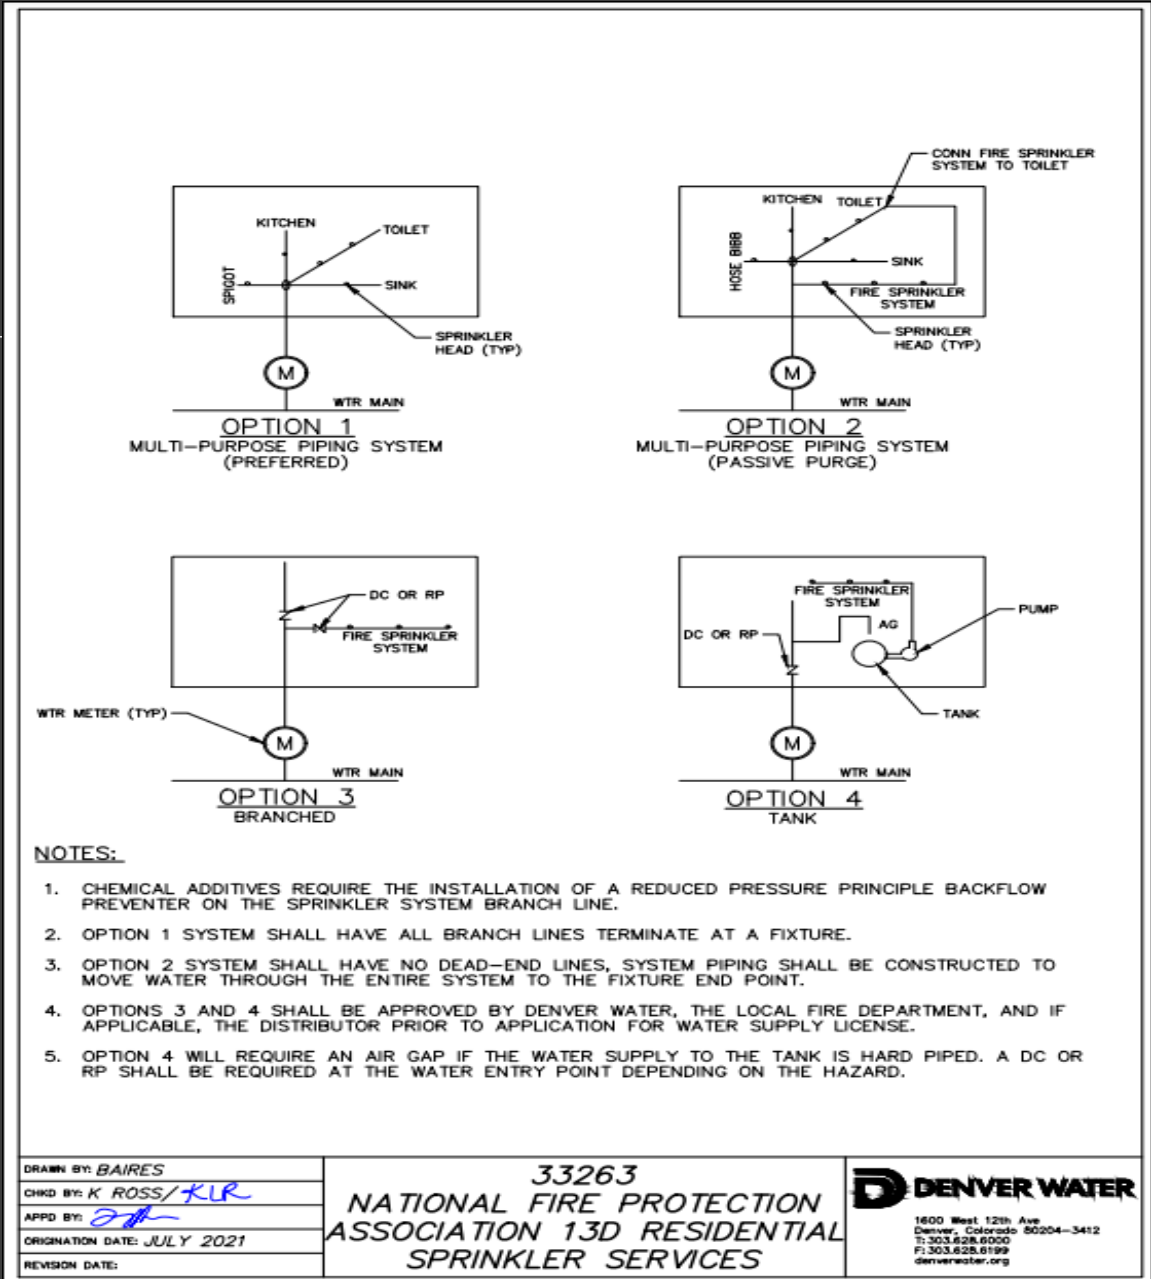 CONN FIRE SPRINKLER
SYSTEM TO TOILET
KITCHEN
TOILET
SPIGOT
SINK
SPRINKLER
HEAD (TYP)
M
WTR MAIN
OPTION 1
MULTI-PURPOSE PIPING SYSTEM
(PREFERRED)
KITCHEN
TOILET
HOSE BIBB
SINK
FIRE SPRINKLER
SYSTEM
SPRINKLER
HEAD (TYP)
M
WTR MAIN
OPTION 2
MULTI-PURPOSE PIPING SYSTEM
(PASSIVE PURGE)
DC OR RP
FIRE SPRINKLER
SYSTEM
WTR METER (TYP)
M
WTR MAIN
OPTION 3
BRANCHED
FIRE SPRINKLER
SYSTEM
PUMP
AG
DC OR RP
TANK
M
WTR MAIN
OPTION 4
TANK
NOTES:
1. CHEMICAL ADDITIVES REQUIRE THE INSTALLATION OF A REDUCED PRESSURE PRINCIPLE BACKFLOW
PREVENTER ON THE SPRINKLER SYSTEM BRANCH LINE.
2. OPTION 1 SYSTEM SHALL HAVE ALL BRANCH LINES TERMINATE AT A FIXTURE.
3. OPTION 2 SYSTEM SHALL HAVE NO DEAD-END LINES, SYSTEM PIPING SHALL BE CONSTRUCTED TO
MOVE WATER THROUGH THE ENTIRE SYSTEM TO THE FIXTURE END POINT.
4. OPTIONS 3 AND 4 SHALL BE APPROVED BY DENVER WATER, THE LOCAL FIRE DEPARTMENT, AND IF
APPLICABLE, THE DISTRIBUTOR PRIOR TO APPLICATION FOR WATER SUPPLY LICENSE.
5. OPTION 4 WILL REQUIRE AN AIR GAP IF THE WATER SUPPLY TO THE TANK IS HARD PIPED. A DC OR
RP SHALL BE REQUIRED AT THE WATER ENTRY POINT DEPENDING ON THE HAZARD.
DRAWN BY: BAIRES
CHKD BY: K ROSS/ KLR
APPD BY:
ORIGINATION DATE: JULY 2021
REVISION DATE:
33263
NATIONAL FIRE PROTECTION
ASSOCIATION 13D RESIDENTIAL
SPRINKLER SERVICES
DENVER WATER
1600 West 12th Ave
Denver, Colorado 80204-3412
T: 303.628.6000
F: 303.628.6199
denverwater.org